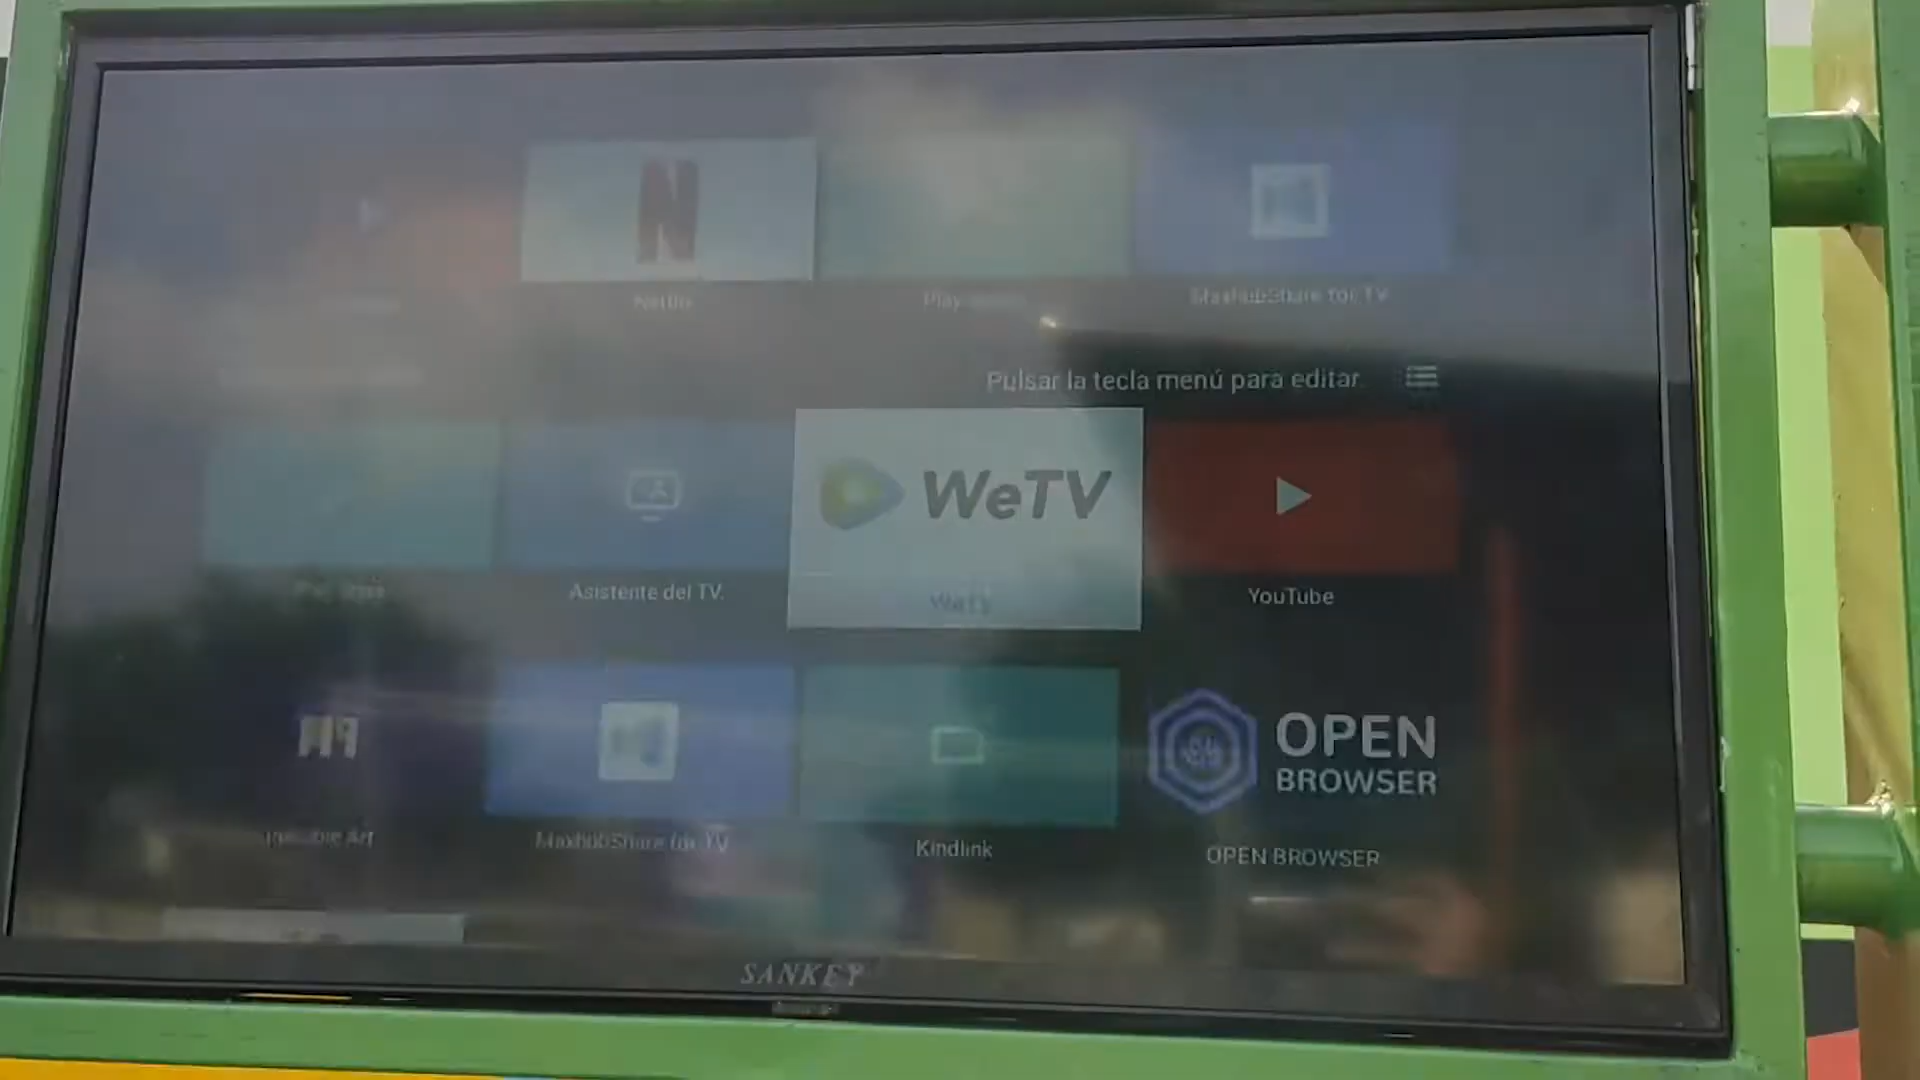 N
Netflix
MaxhubShare for TV
Pulsar la tecla menú para editar.
WeTV
Asistente del TV.
WeTV
YouTube
OPEN
BROWSER
MaxhubShare for TV
Kindlink
OPEN BROWSER
SANKEY